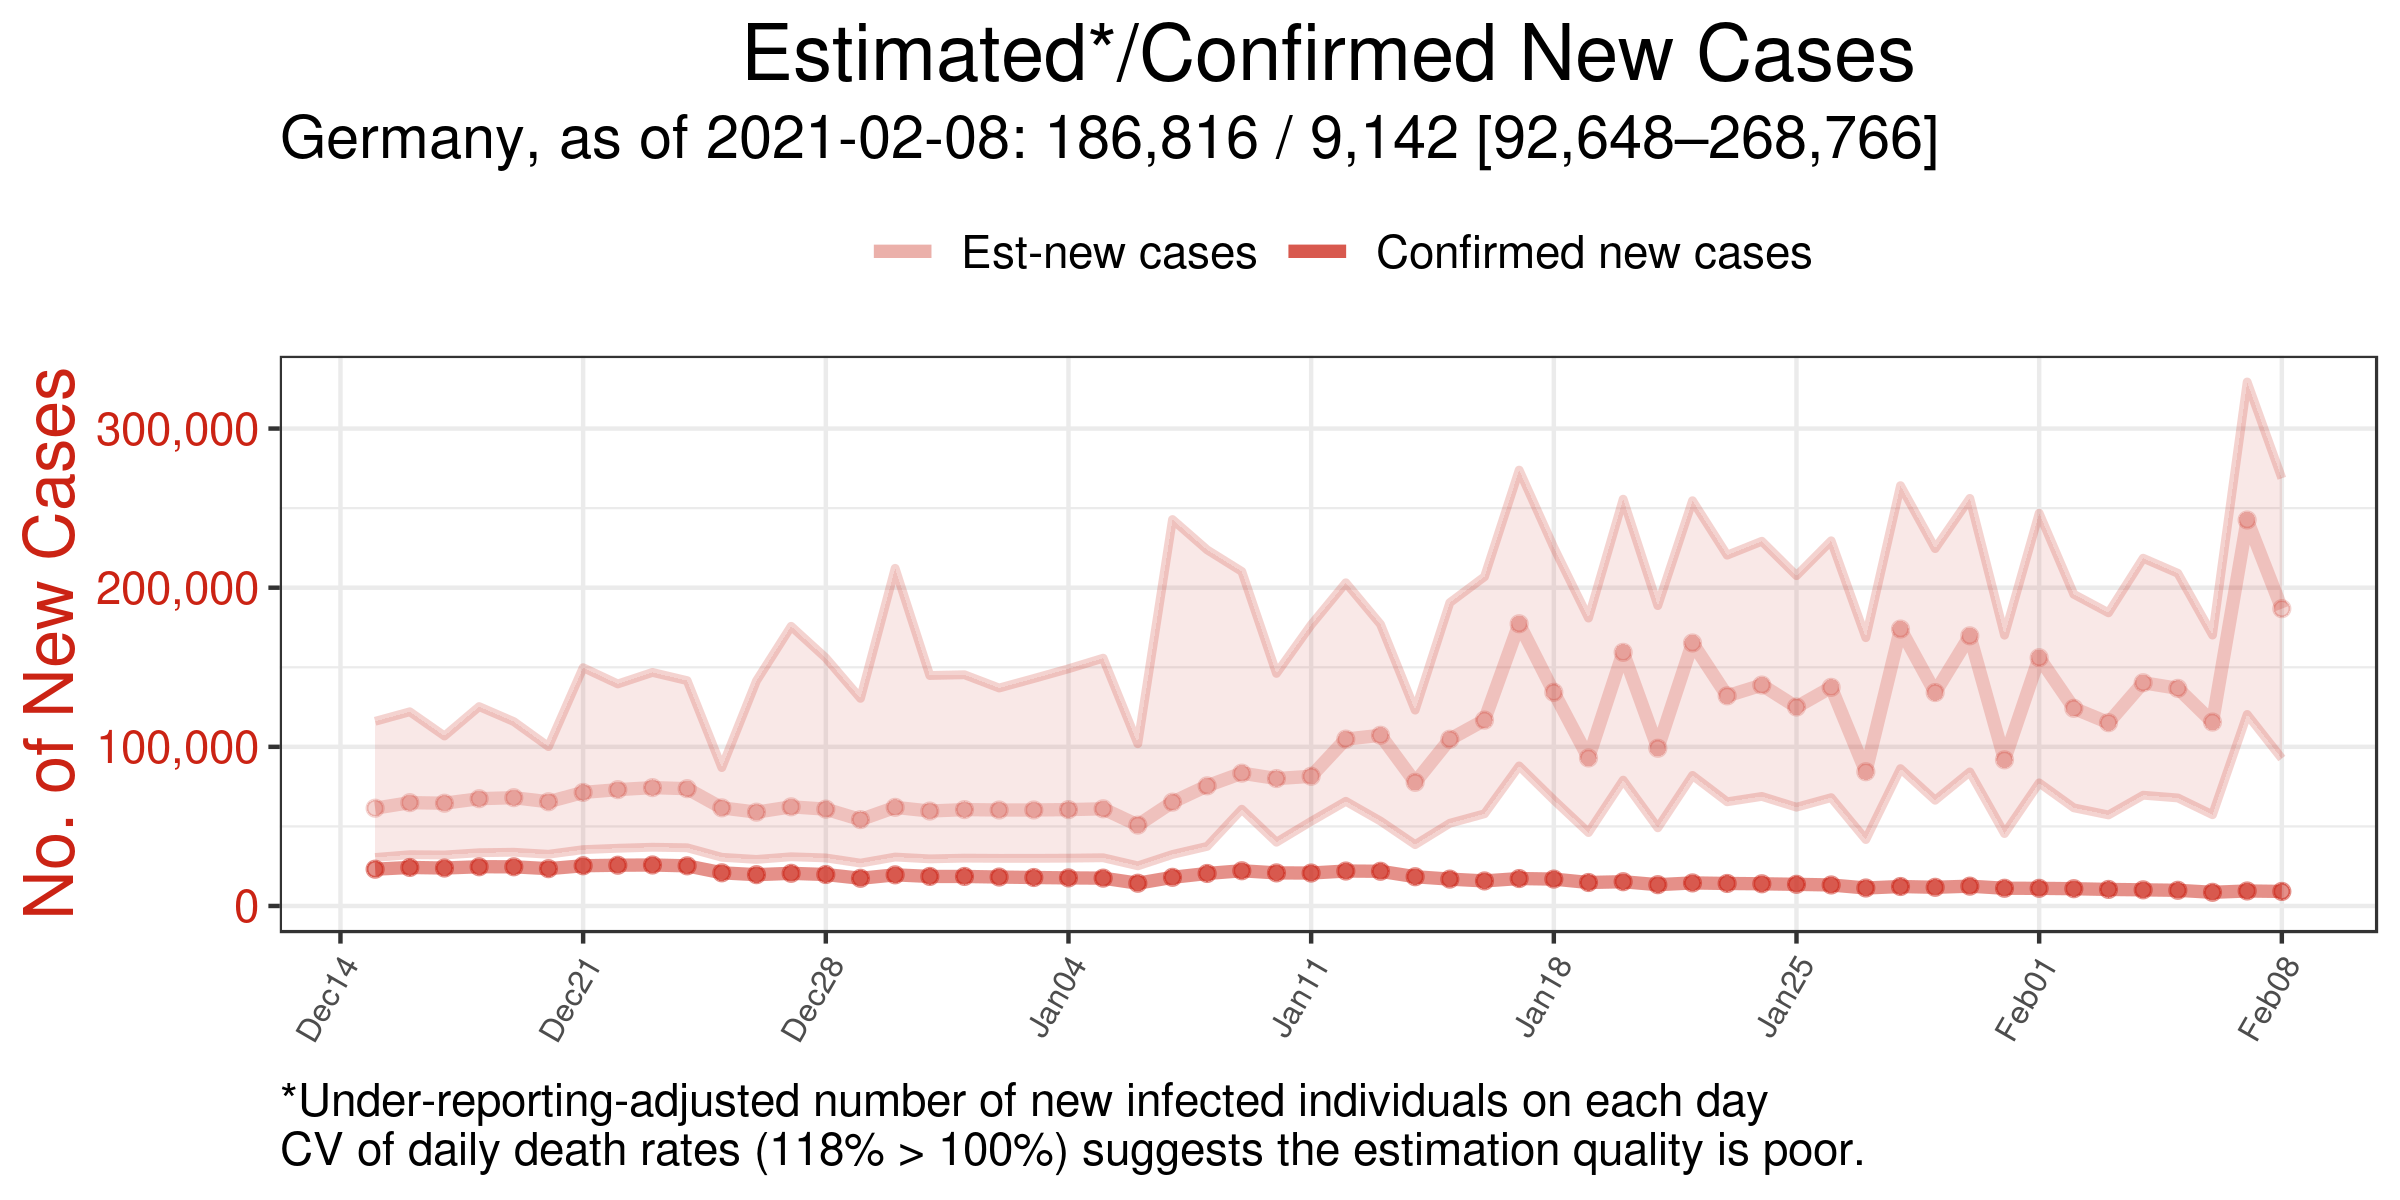 Estimated*/Confirmed New Cases
Germany, as of 2021-02-08: 186,816 / 9,142 [92,648–268,766]
Est-new cases
Confirmed new cases
No. of New Cases
300,000
200,000
100,000
0
Dec14
Dec21
Dec28
Jan04
Jan11
Jan18
Jan25
Feb01
Feb08
*Under-reporting-adjusted number of new infected individuals on each day
CV of daily death rates (118% > 100%) suggests the estimation quality is poor.